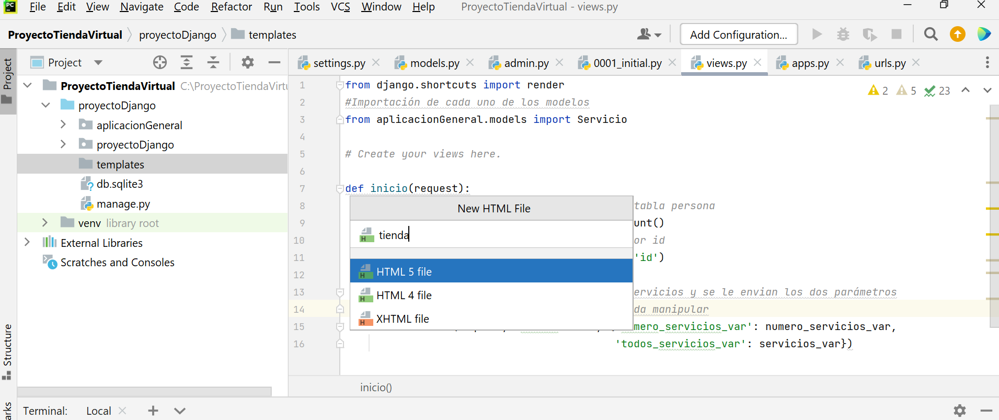 PC File Edit View Navigate Code Refactor Run Tools VCS Window Help ProyectoTiendaVirtual - views.py
ProyectoTiendaVirtual proyectoDjango templates Add Configuration...
Project settings.py models.py admin.py 0001_initial.py views.py apps.py urls.py
Project
ProyectoTiendaVirtual C:\ProyectoTiendaVirtu
proyectoDjango
aplicacionGeneral
proyectoDjango
templates
db.sqlite3
manage.py
venv library root
External Libraries
Scratches and Consoles
Structure
2 5 23
1 from django.shortcuts import render
2 #Importación de cada uno de los modelos
3 from aplicacionGeneral.models import Servicio
4
5 # Create your views here.
6
7 def inicio(request):
8 tabla persona
9 unt()
10 or id
11 'id')
12
13 ervicios y se le envian los dos parámetros
14 da manipular
15 mero_servicios_var': numero_servicios_var,
16 'todos_servicios_var': servicios_var})
New HTML File
tienda
HTML 5 file
HTML 4 file
XHTML file
inicio()
arks
Terminal: Local